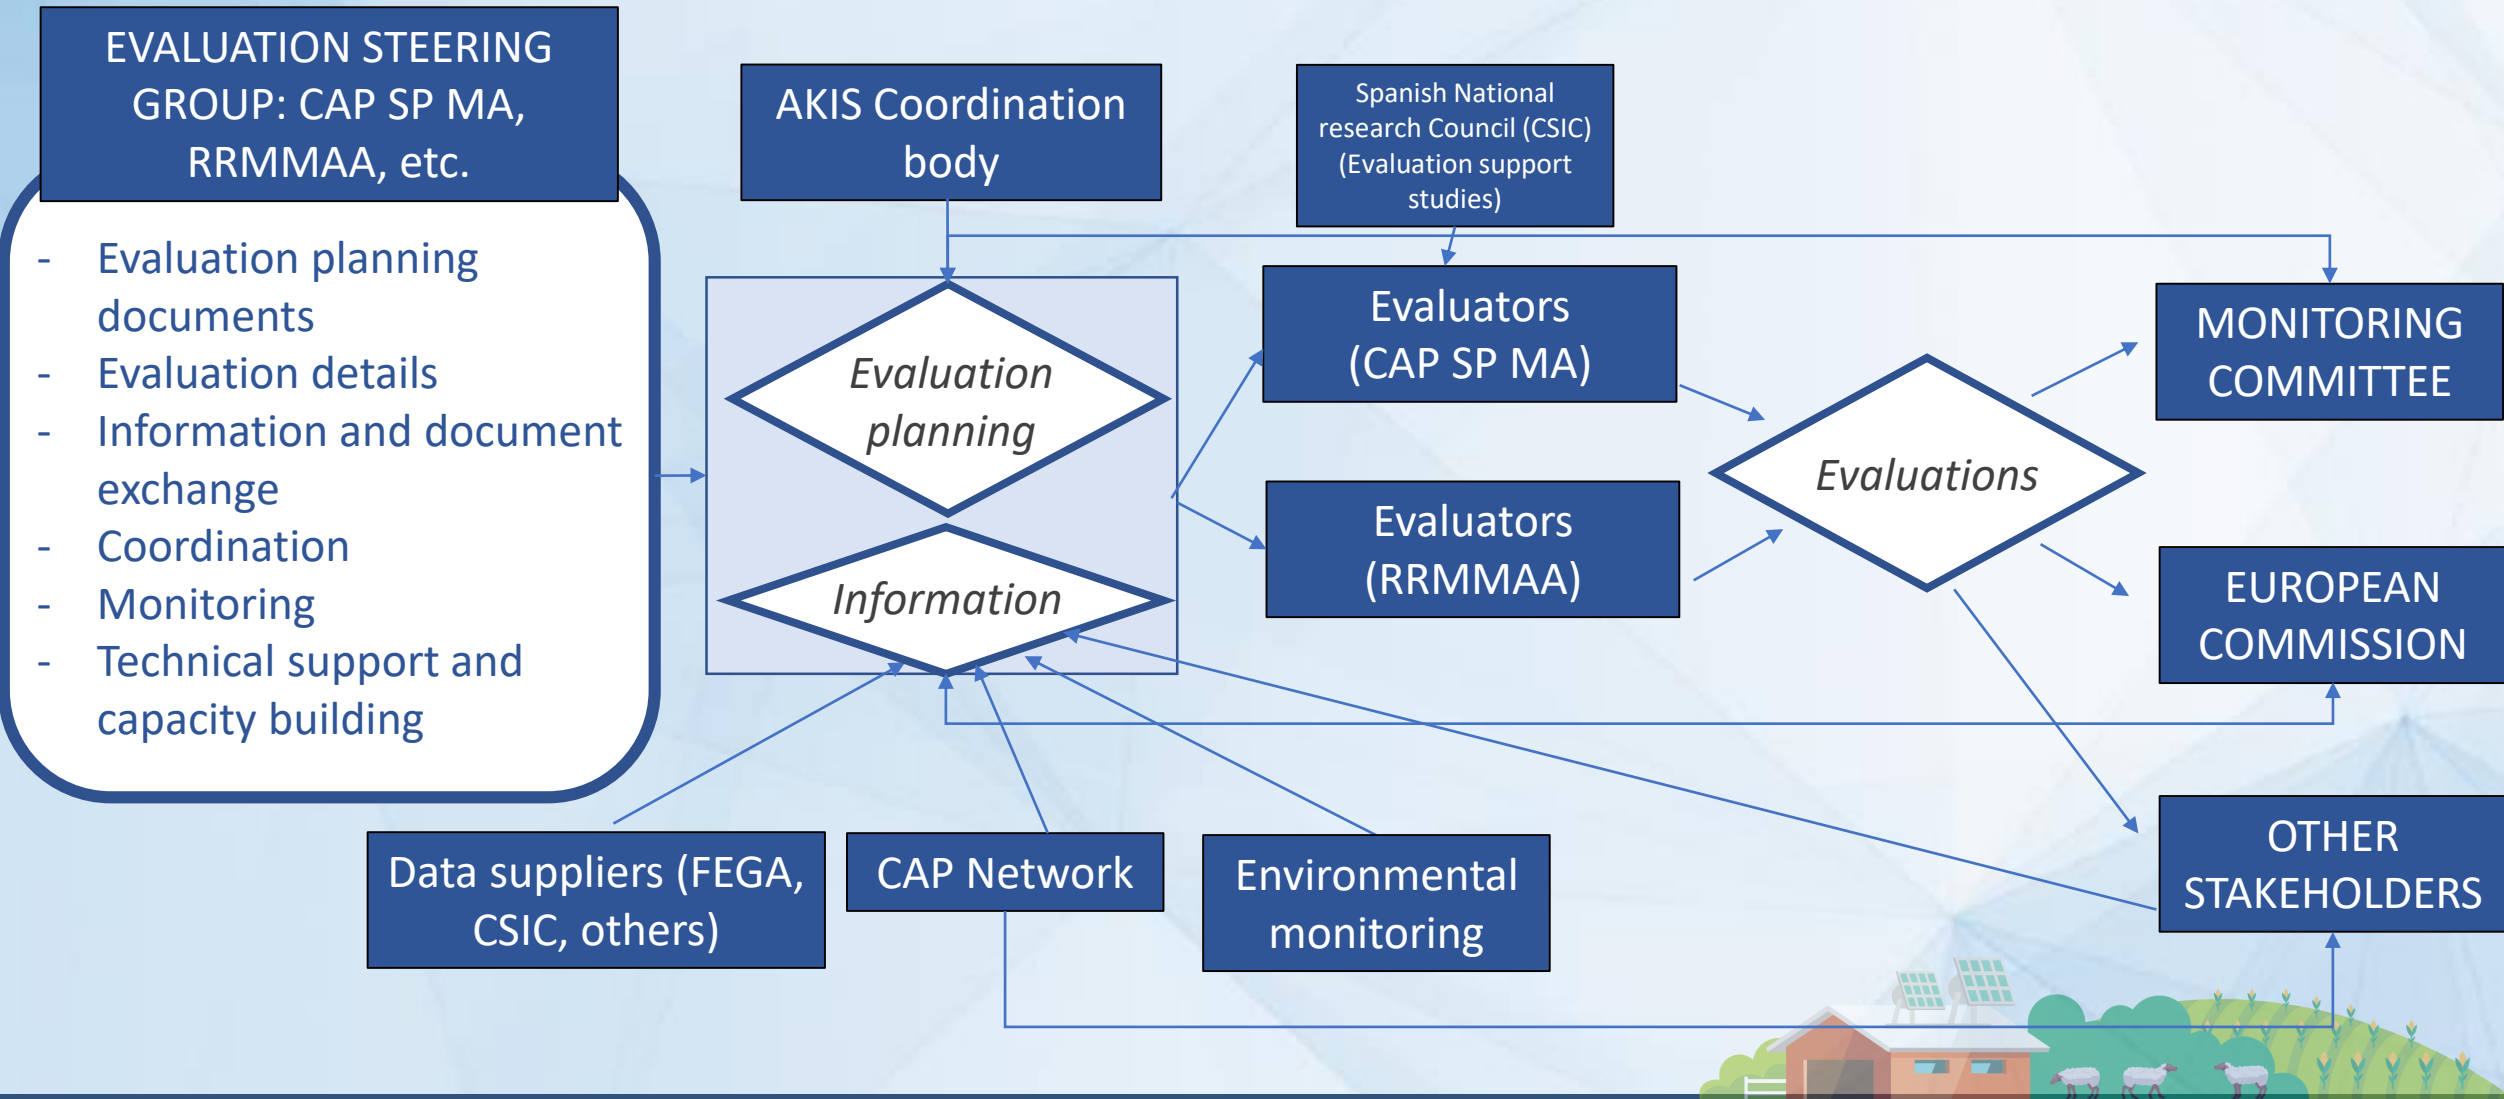 EVALUATION STEERING
GROUP: CAP SP MA,
RRMMAA, etc.
- Evaluation planning
documents
- Evaluation details
- Information and document
exchange
- Coordination
- Monitoring
- Technical support and
capacity building
AKIS Coordination
body
Spanish National
research Council (CSIC)
(Evaluation support
studies)
Evaluation
planning
Information
Evaluators
(CAP SP MA)
Evaluators
(RRMMAA)
Evaluations
MONITORING
COMMITTEE
EUROPEAN
COMMISSION
OTHER
STAKEHOLDERS
Data suppliers (FEGA,
CSIC, others)
CAP Network
Environmental
monitoring